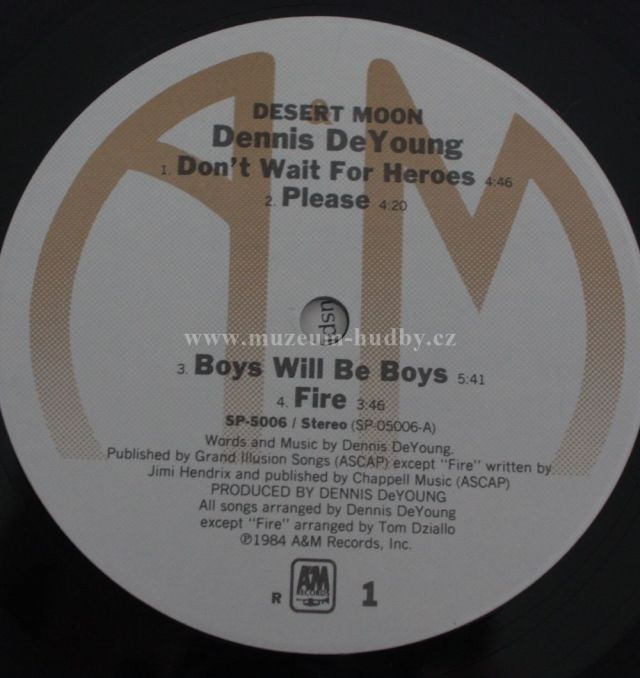 DESERT MOON
Dennis DeYoung
1. Don't Wait For Heroes 4:46
2. Please 4:20
www.muzeum-hudby.cz
3. Boys Will Be Boys 5:41
4. Fire 3:46
SP-5006 / Stereo (SP-05006-A)
Words and Music by Dennis DeYoung.
Published by Grand Illusion Songs (ASCAP) except "Fire" written by
Jimi Hendrix and published by Chappell Music (ASCAP)
PRODUCED BY DENNIS DeYOUNG
All songs arranged by Dennis DeYoung
except "Fire" arranged by Tom Dziallo
℗1984 A&M Records, Inc.
R A&M RECORDS 1